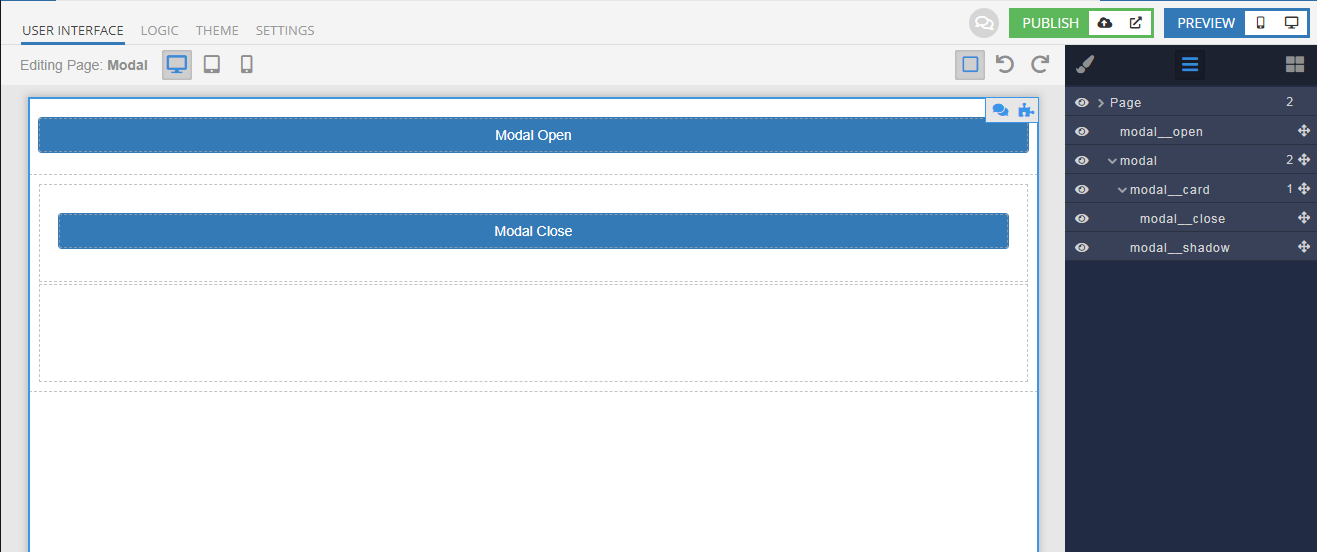 USER INTERFACE LOGIC THEME SETTINGS PUBLISH PREVIEW
Editing Page: Modal
Page 2
modal__open
modal 2
modal__card 1
modal__close
modal__shadow
Modal Open
Modal Close